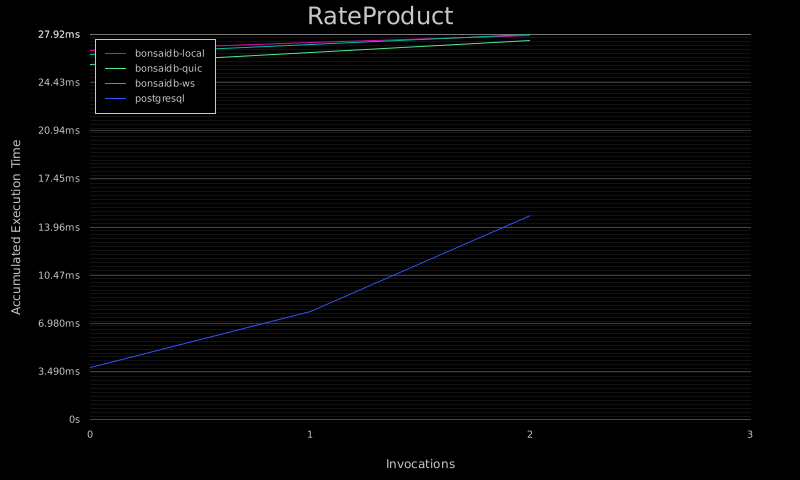 RateProduct
27.92ms
24.43ms
20.94ms
17.45ms
13.96ms
10.47ms
6.980ms
3.490ms
0s
Accumulated Execution Time
bonsaidb-local
bonsaidb-quic
bonsaidb-ws
postgresql
0 1 2 3
Invocations